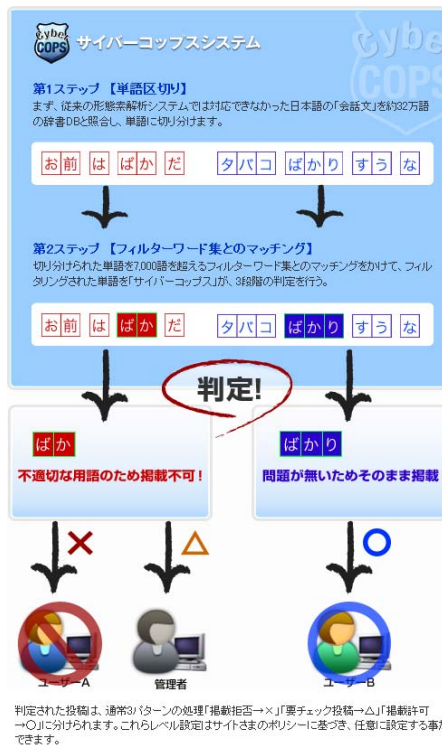 Cyber
COPS
サイバーコップスシステム
Cybe
COPS
第1ステップ 【単語区切り】
まず、従来の形態素解析システムでは対応できなかった日本語の「会話文」を約32万語
の辞書DBと照合し、単語に切り分けます。
お前 は ばか だ タバコ ばかり すう な
第2ステップ 【フィルターワード集とのマッチング】
切り分けられた単語を7,000語を超えるフィルターワード集とのマッチングをかけて、フィル
タリングされた単語を「サイバーコップス」が、3段階の判定を行う。
お前 は ばか だ タバコ ばかり すう な
判定!
ばか ばかり
不適切な用語のため掲載不可! 問題が無いためそのまま掲載
× △ ○
ユーザーA 管理者 ユーザーB
判定された投稿は、通常3パターンの処理「掲載拒否→×」「要チェック投稿→△」「掲載許可
→○」に分けられます。これらレベル設定はサイトさまのポリシーに基づき、任意に設定する事が
できます。